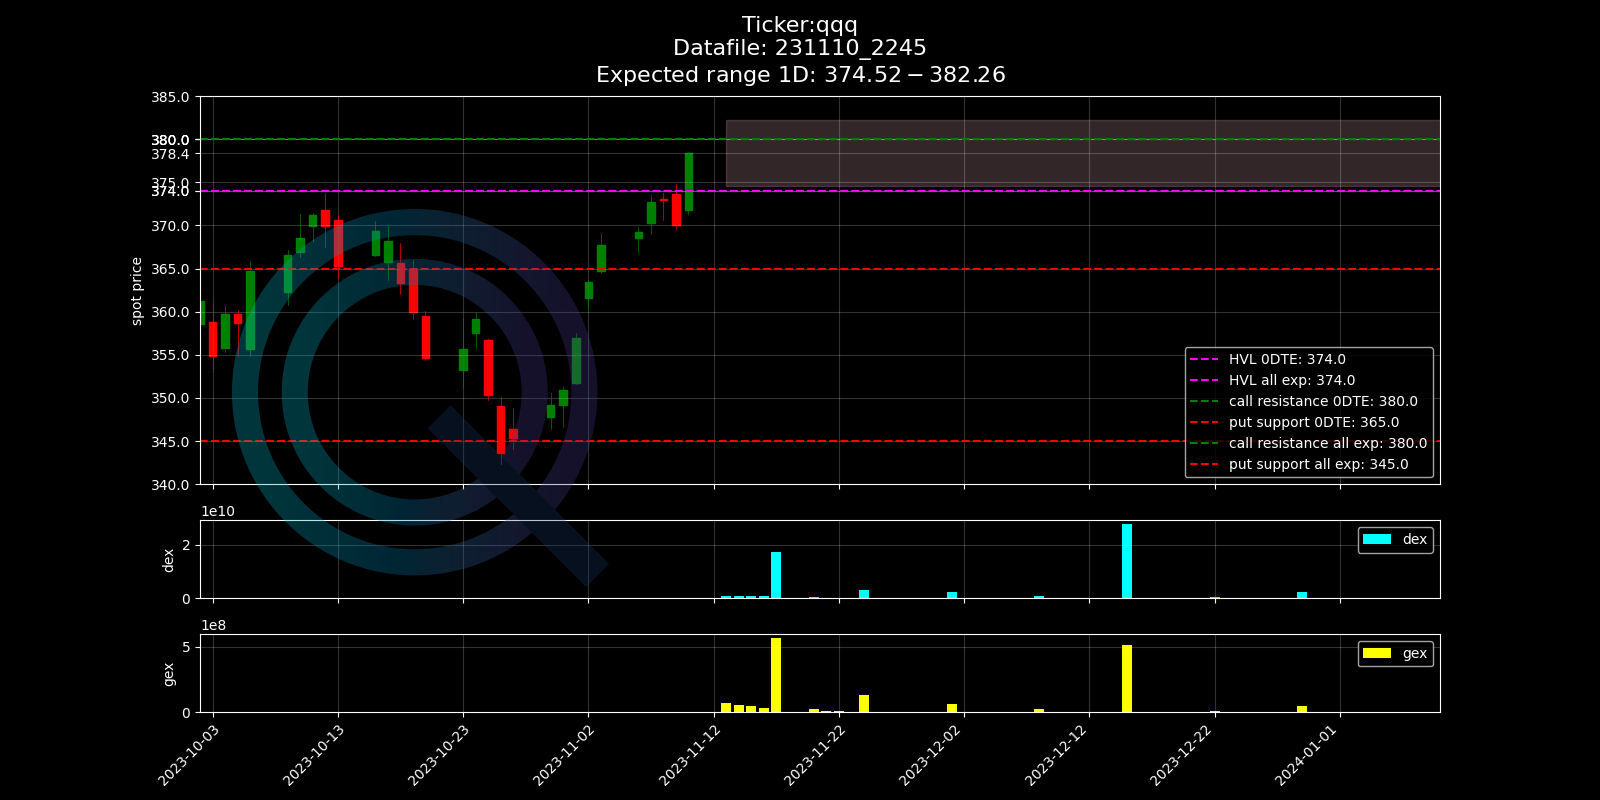 Ticker:qqq
Datafile: 231110_2245
Expected range 1D: 374.52 − 382.26
385.0
380.0
378.4
375.0
374.0
370.0
365.0
360.0
355.0
350.0
345.0
340.0
spot price
HVL 0DTE: 374.0
HVL all exp: 374.0
call resistance 0DTE: 380.0
put support 0DTE: 365.0
call resistance all exp: 380.0
put support all exp: 345.0
1e10
2
0
dex
dex
1e8
5
0
gex
gex
2023-10-03
2023-10-13
2023-10-23
2023-11-02
2023-11-12
2023-11-22
2023-12-02
2023-12-12
2023-12-22
2024-01-01